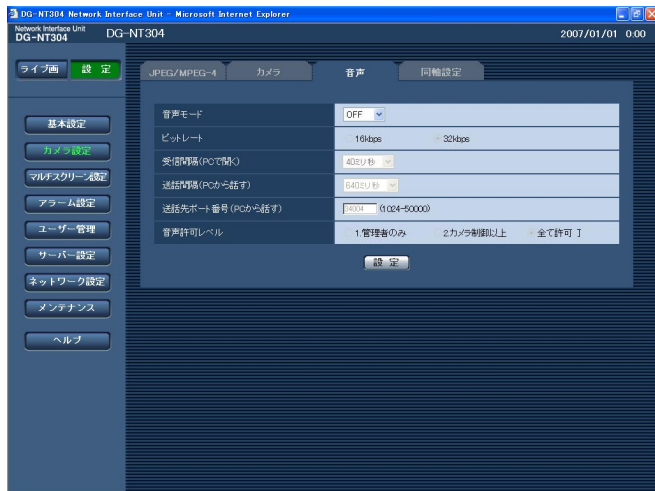 DG-NT304 Network Interface Unit - Microsoft Internet Explorer
Network Interface Unit
DG-NT304 DG-NT304 2007/01/01 0:00
ライブ画 設 定
JPEG/MPEG-4 カメラ 音声 同軸設定
基本設定
カメラ設定
マルチスクリーン設定
アラーム設定
ユーザー管理
サーバー設定
ネットワーク設定
メンテナンス
ヘルプ
音声モード OFF
ビットレート 16kbps 32kbps
受信間隔(PCで聞く) 40ミリ秒
送話間隔(PCから話す) 640ミリ秒
送話先ポート番号(PCから話す) 34004 (1024-50000)
音声許可レベル 1.管理者のみ 2.カメラ制御以上 全て許可 ]
設 定